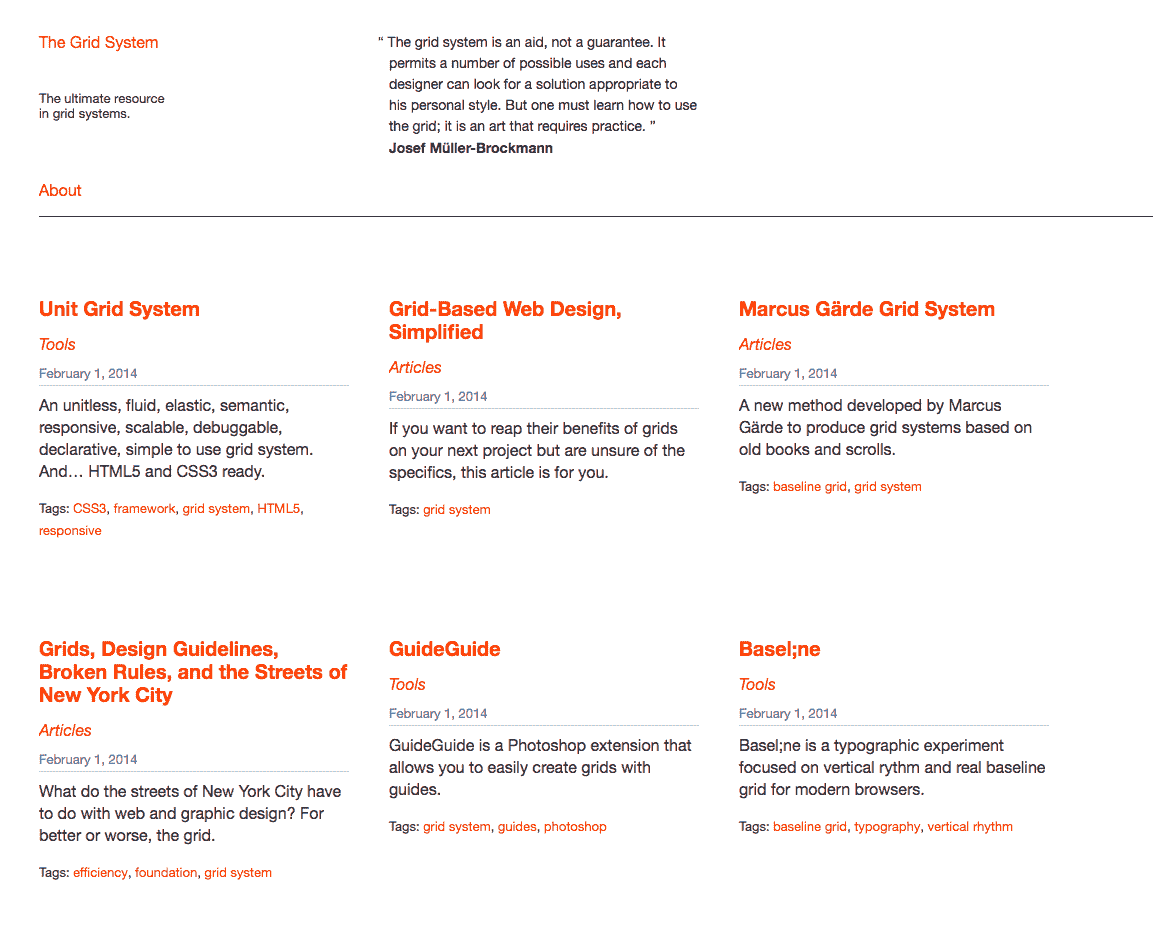 The Grid System
The ultimate resource
in grid systems.
About
“ The grid system is an aid, not a guarantee. It
permits a number of possible uses and each
designer can look for a solution appropriate to
his personal style. But one must learn how to use
the grid; it is an art that requires practice. ”
Josef Müller-Brockmann
Unit Grid System
Tools
February 1, 2014
An unitless, fluid, elastic, semantic,
responsive, scalable, debuggable,
declarative, simple to use grid system.
And… HTML5 and CSS3 ready.
Tags: CSS3, framework, grid system, HTML5,
responsive
Grid-Based Web Design,
Simplified
Articles
February 1, 2014
If you want to reap their benefits of grids
on your next project but are unsure of the
specifics, this article is for you.
Tags: grid system
Marcus Gärde Grid System
Articles
February 1, 2014
A new method developed by Marcus
Gärde to produce grid systems based on
old books and scrolls.
Tags: baseline grid, grid system
Grids, Design Guidelines,
Broken Rules, and the Streets of
New York City
Articles
February 1, 2014
What do the streets of New York City have
to do with web and graphic design? For
better or worse, the grid.
Tags: efficiency, foundation, grid system
GuideGuide
Tools
February 1, 2014
GuideGuide is a Photoshop extension that
allows you to easily create grids with
guides.
Tags: grid system, guides, photoshop
Basel;ne
Tools
February 1, 2014
Basel;ne is a typographic experiment
focused on vertical rythm and real baseline
grid for modern browsers.
Tags: baseline grid, typography, vertical rhythm